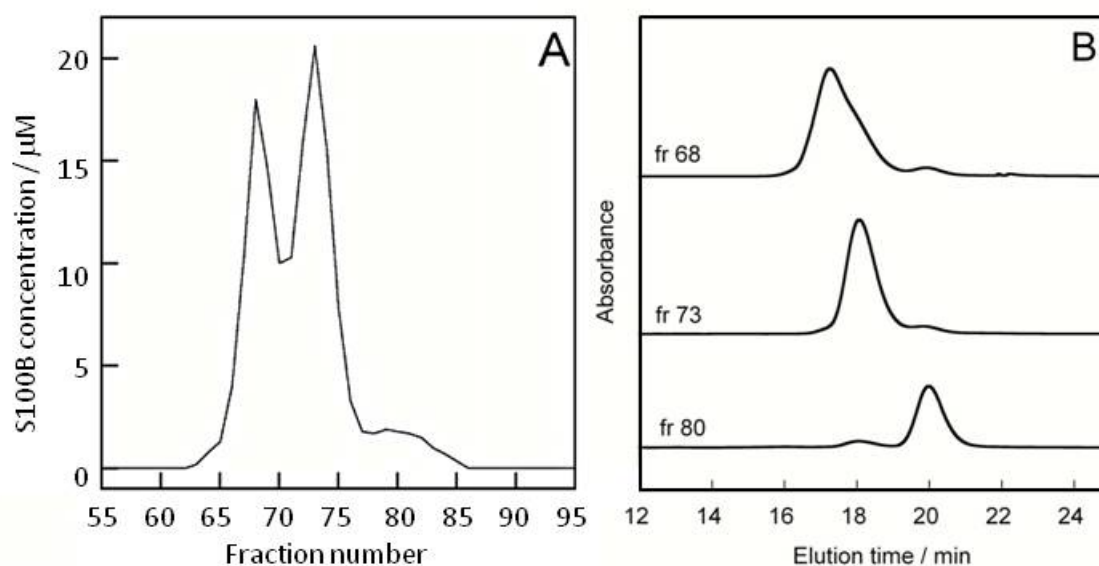 A
S100B concentration / μM
20
15
10
5
0
55 60 65 70 75 80 85 90 95
Fraction number
B
Absorbance
fr 68
fr 73
fr 80
12 14 16 18 20 22 24
Elution time / min